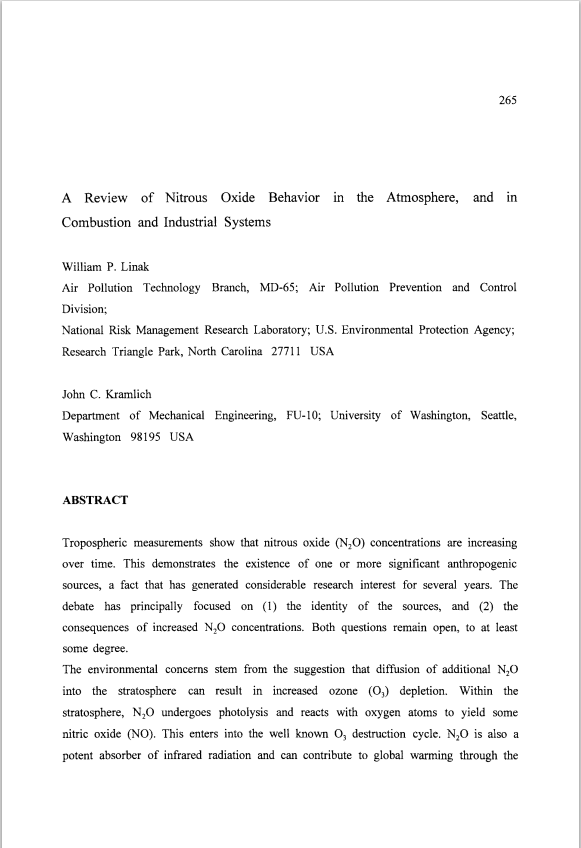 265
A Review of Nitrous Oxide Behavior in the Atmosphere, and in
Combustion and Industrial Systems
William P. Linak
Air Pollution Technology Branch, MD-65; Air Pollution Prevention and Control
Division;
National Risk Management Research Laboratory; U.S. Environmental Protection Agency;
Research Triangle Park, North Carolina 27711 USA
John C. Kramlich
Department of Mechanical Engineering, FU-10; University of Washington, Seattle,
Washington 98195 USA
ABSTRACT
Tropospheric measurements show that nitrous oxide (N₂O) concentrations are increasing
over time. This demonstrates the existence of one or more significant anthropogenic
sources, a fact that has generated considerable research interest for several years. The
debate has principally focused on (1) the identity of the sources, and (2) the
consequences of increased N₂O concentrations. Both questions remain open, to at least
some degree.
The environmental concerns stem from the suggestion that diffusion of additional N₂O
into the stratosphere can result in increased ozone (O₃) depletion. Within the
stratosphere, N₂O undergoes photolysis and reacts with oxygen atoms to yield some
nitric oxide (NO). This enters into the well known O₃ destruction cycle. N₂O is also a
potent absorber of infrared radiation and can contribute to global warming through the